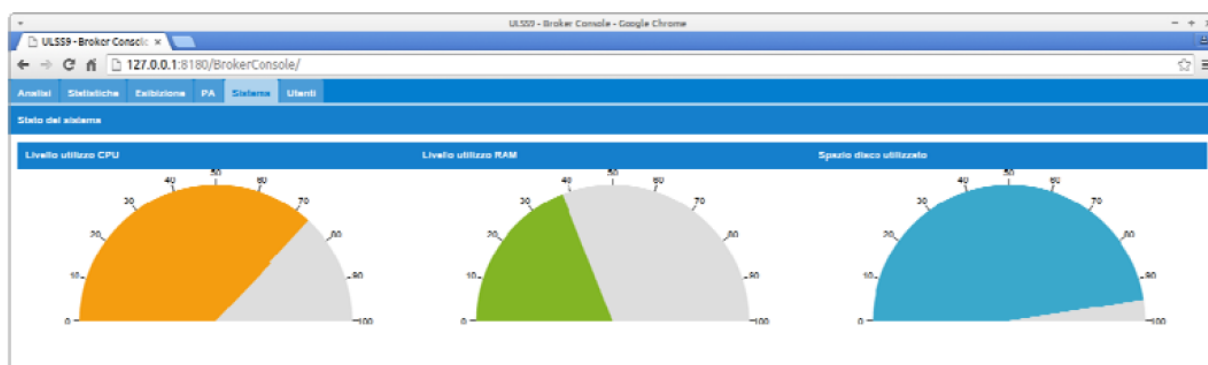 ULSS9 - Broker Console - Google Chrome
ULSS9 - Broker Console
127.0.0.1:8180/BrokerConsole/
Analisi Statistiche Esibizione PA Sistema Utenti
Stato del sistema
Livello utilizzo CPU Livello utilizzo RAM Spazio disco utilizzato
0 10 20 30 40 50 60 70 80 90 100
0 10 20 30 40 50 60 70 80 90 100
0 10 20 30 40 50 60 70 80 90 100